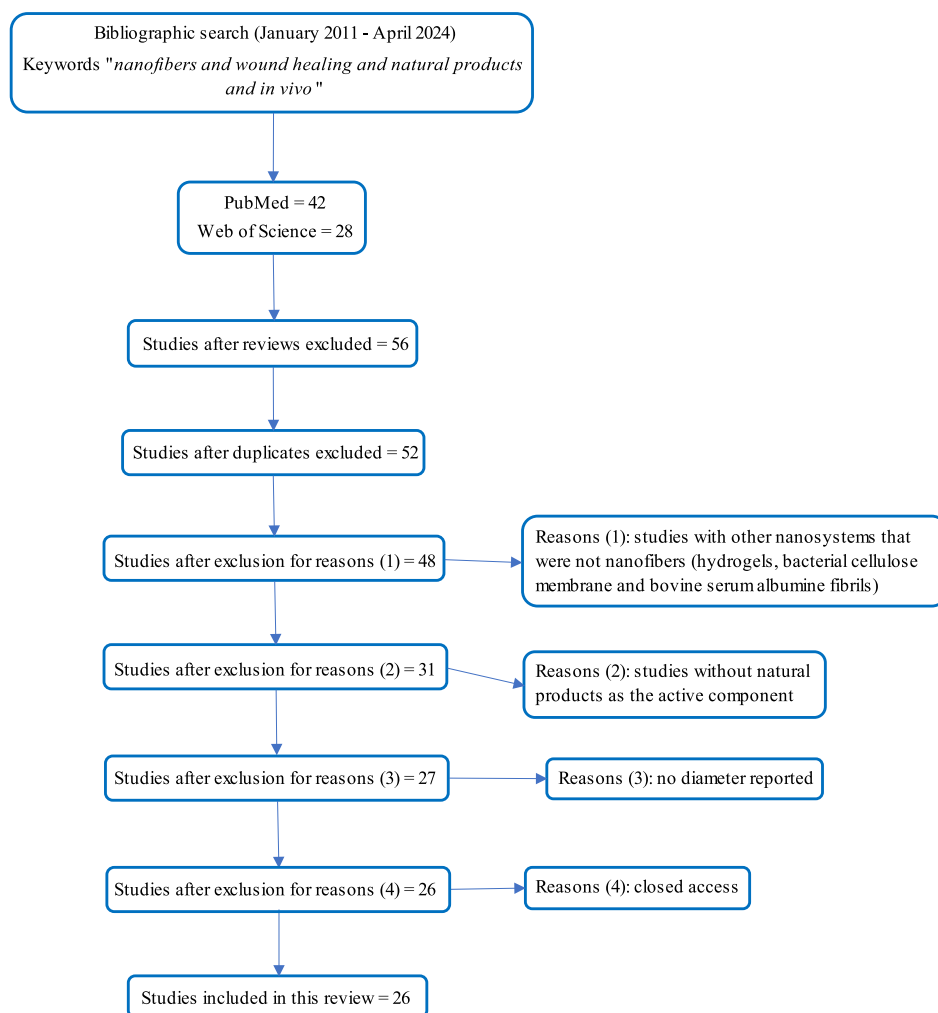 Bibliographic search (January 2011 - April 2024)
Keywords "nanofibers and wound healing and natural products
and in vivo "
PubMed = 42
Web of Science = 28
Studies after reviews excluded = 56
Studies after duplicates excluded = 52
Studies after exclusion for reasons (1) = 48
Reasons (1): studies with other nanosystems that
were not nanofibers (hydrogels, bacterial cellulose
membrane and bovine serum albumine fibrils)
Studies after exclusion for reasons (2) = 31
Reasons (2): studies without natural
products as the active component
Studies after exclusion for reasons (3) = 27
Reasons (3): no diameter reported
Studies after exclusion for reasons (4) = 26
Reasons (4): closed access
Studies included in this review = 26